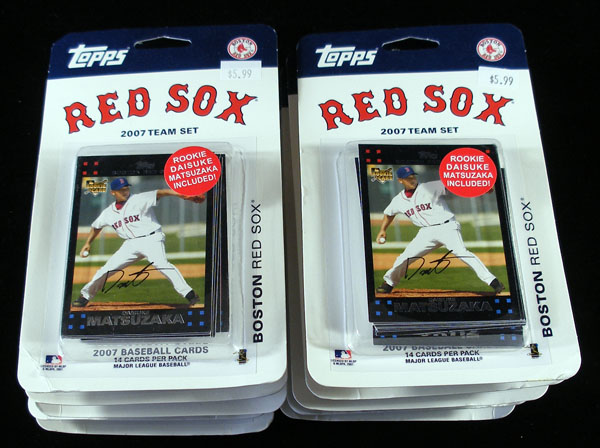 Topps
$5.99
RED SOX
2007 TEAM SET
ROOKIE
DAISUKE
MATSUZAKA
INCLUDED!
RED SOX
MATSUZAKA
BOSTON RED SOX®
2007 BASEBALL CARDS
14 CARDS PER PACK
MAJOR LEAGUE BASEBALL®
Topps
$5.99
RED SOX
2007 TEAM SET
ROOKIE
DAISUKE
MATSUZAKA
INCLUDED!
RED SOX
MATSUZAKA
BOSTON RED SOX®
2007 BASEBALL CARDS
14 CARDS PER PACK
MAJOR LEAGUE BASEBALL®